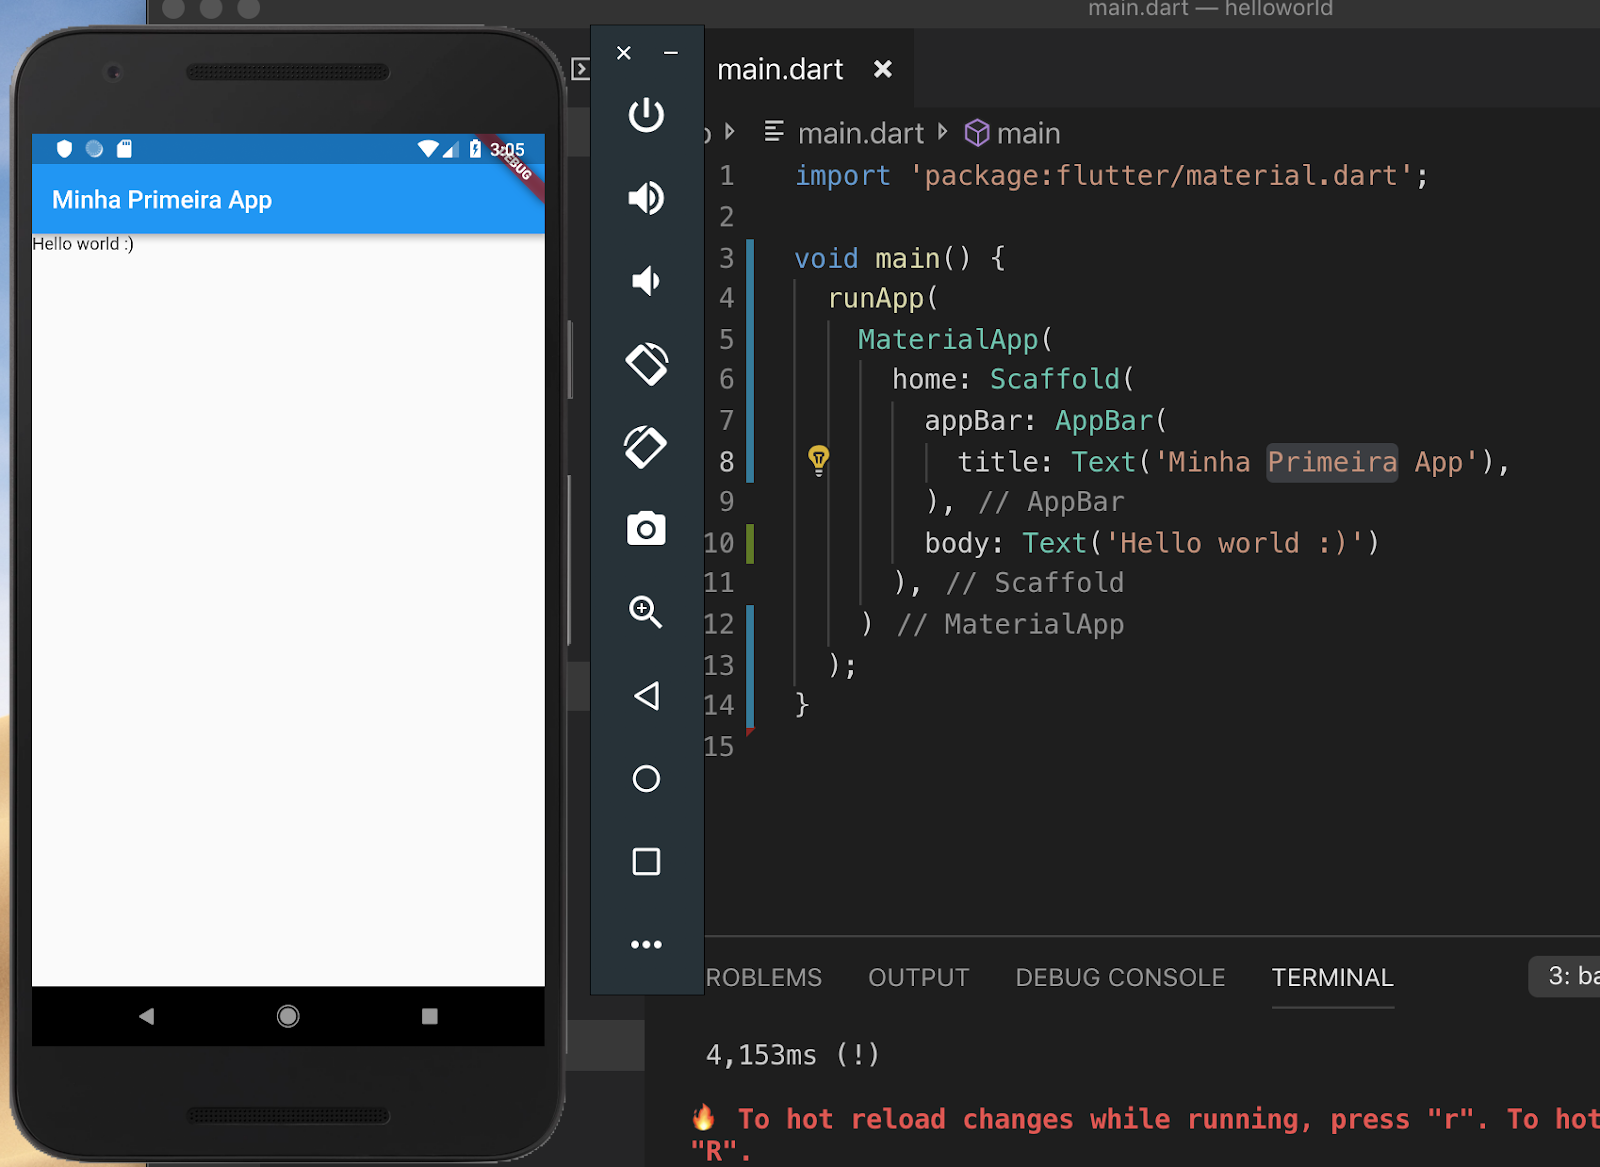 main.dart — helloworld
3:05
DEBUG
Minha Primeira App
Hello world :)
main.dart
main.dart main
1 import 'package:flutter/material.dart';
2
3 void main() {
4 runApp(
5 MaterialApp(
6 home: Scaffold(
7 appBar: AppBar(
8 title: Text('Minha Primeira App'),
9 ), // AppBar
10 body: Text('Hello world :)')
11 ), // Scaffold
12 ) // MaterialApp
13 );
14 }
15
ROBLEMS OUTPUT DEBUG CONSOLE TERMINAL 3: ba
4,153ms (!)
🔥 To hot reload changes while running, press "r". To hot
"R".